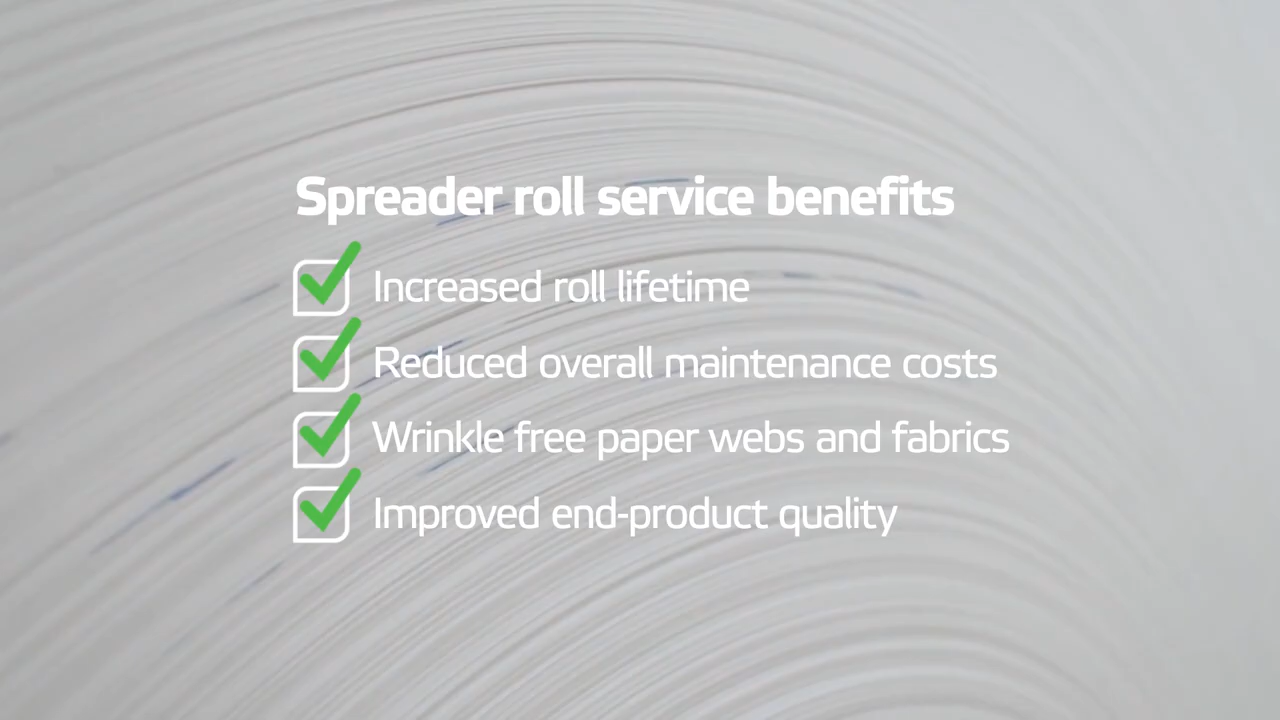 Spreader roll service benefits
Increased roll lifetime
Reduced overall maintenance costs
Wrinkle free paper webs and fabrics
Improved end-product quality